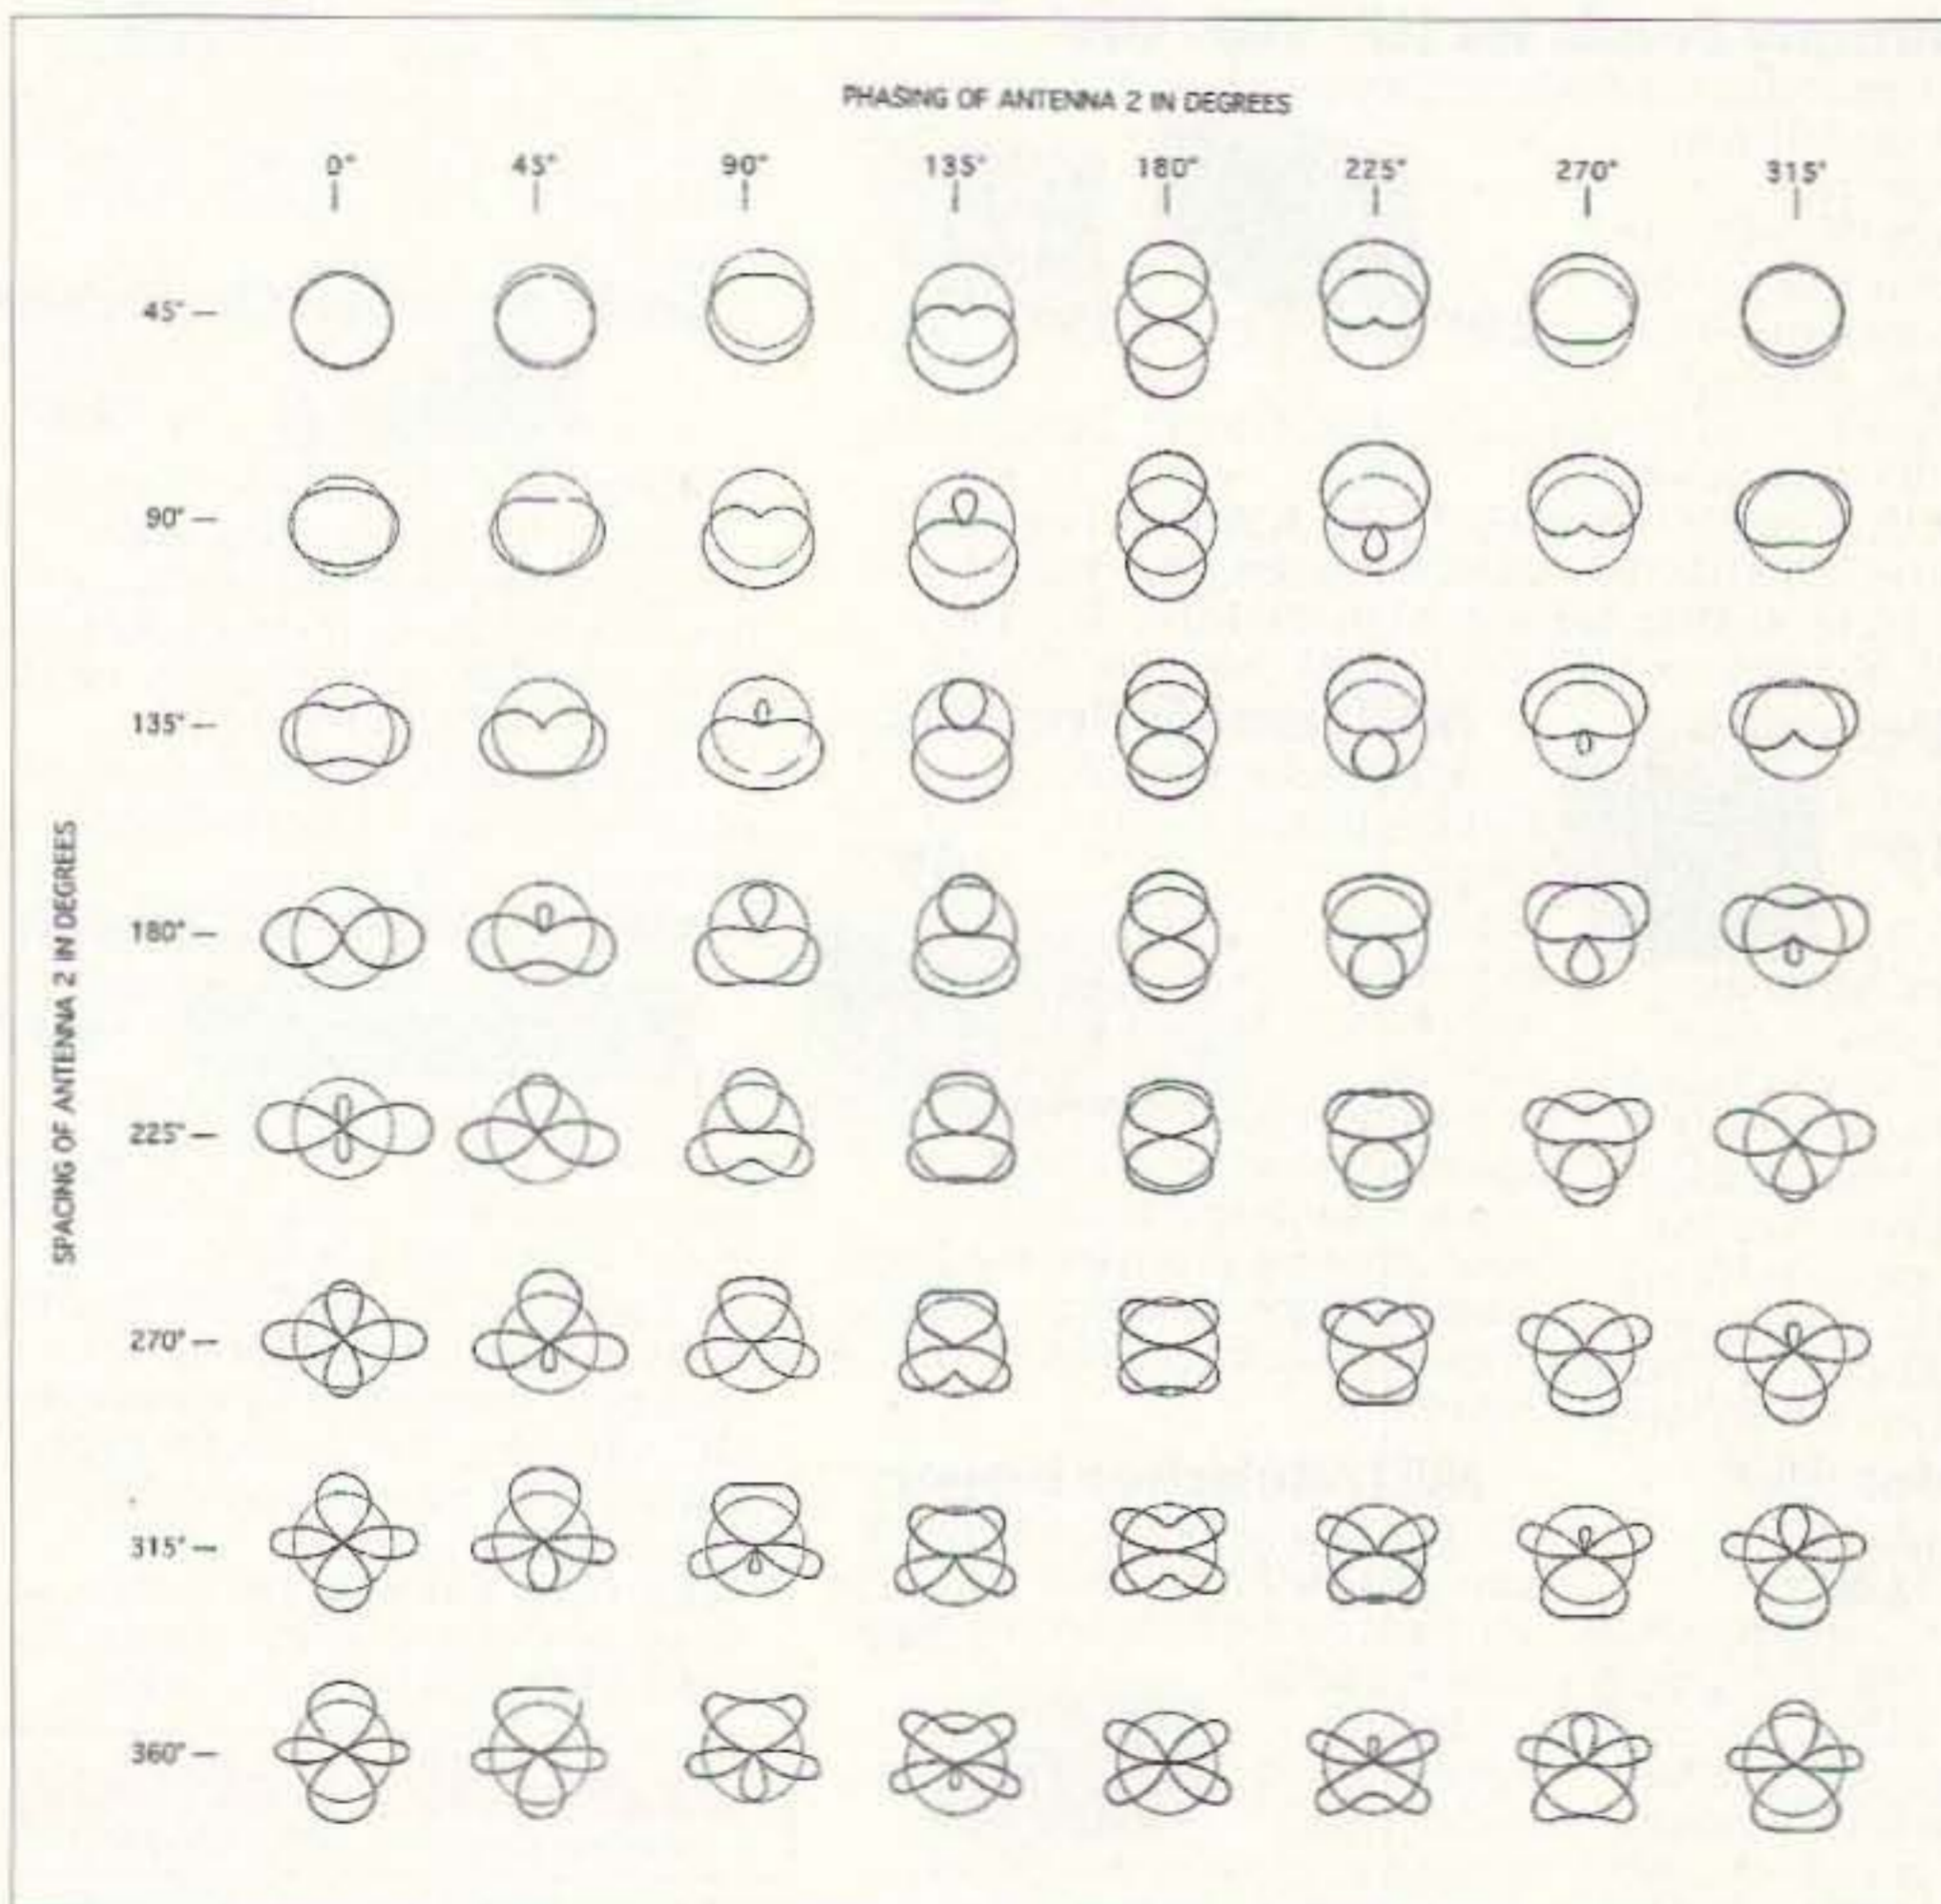 PHASING OF ANTENNA 2 IN DEGREES
0° 45° 90° 135° 180° 225° 270° 315°
SPACING OF ANTENNA 2 IN DEGREES
45°
90°
135°
180°
225°
270°
315°
360°